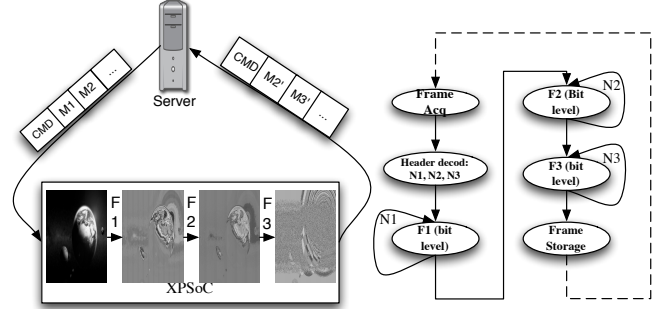 Server
CMD M1 M2 ...
CMD M2' M3' ...
F 1
F 2
F 3
XPSoC
Frame
Acq
Header decod:
N1, N2, N3
N1
F1 (bit
level)
F2 (Bit
level)
N2
F3 (bit
level)
N3
Frame
Storage